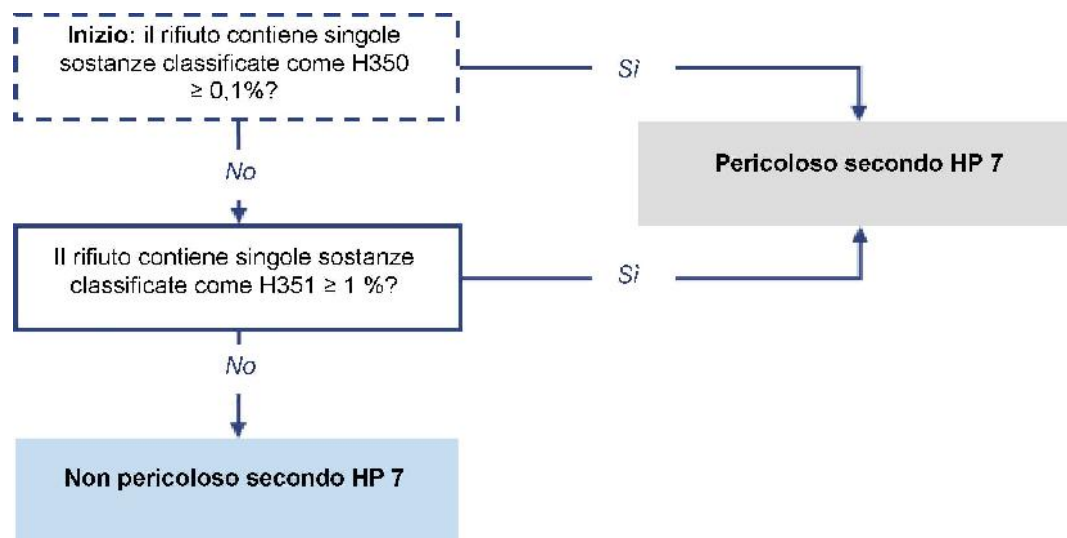 Inizio: il rifiuto contiene singole
sostanze classificate come H350
≥ 0,1%?
Sì
Pericoloso secondo HP 7
No
Il rifiuto contiene singole sostanze
classificate come H351 ≥ 1 %?
Sì
No
Non pericoloso secondo HP 7